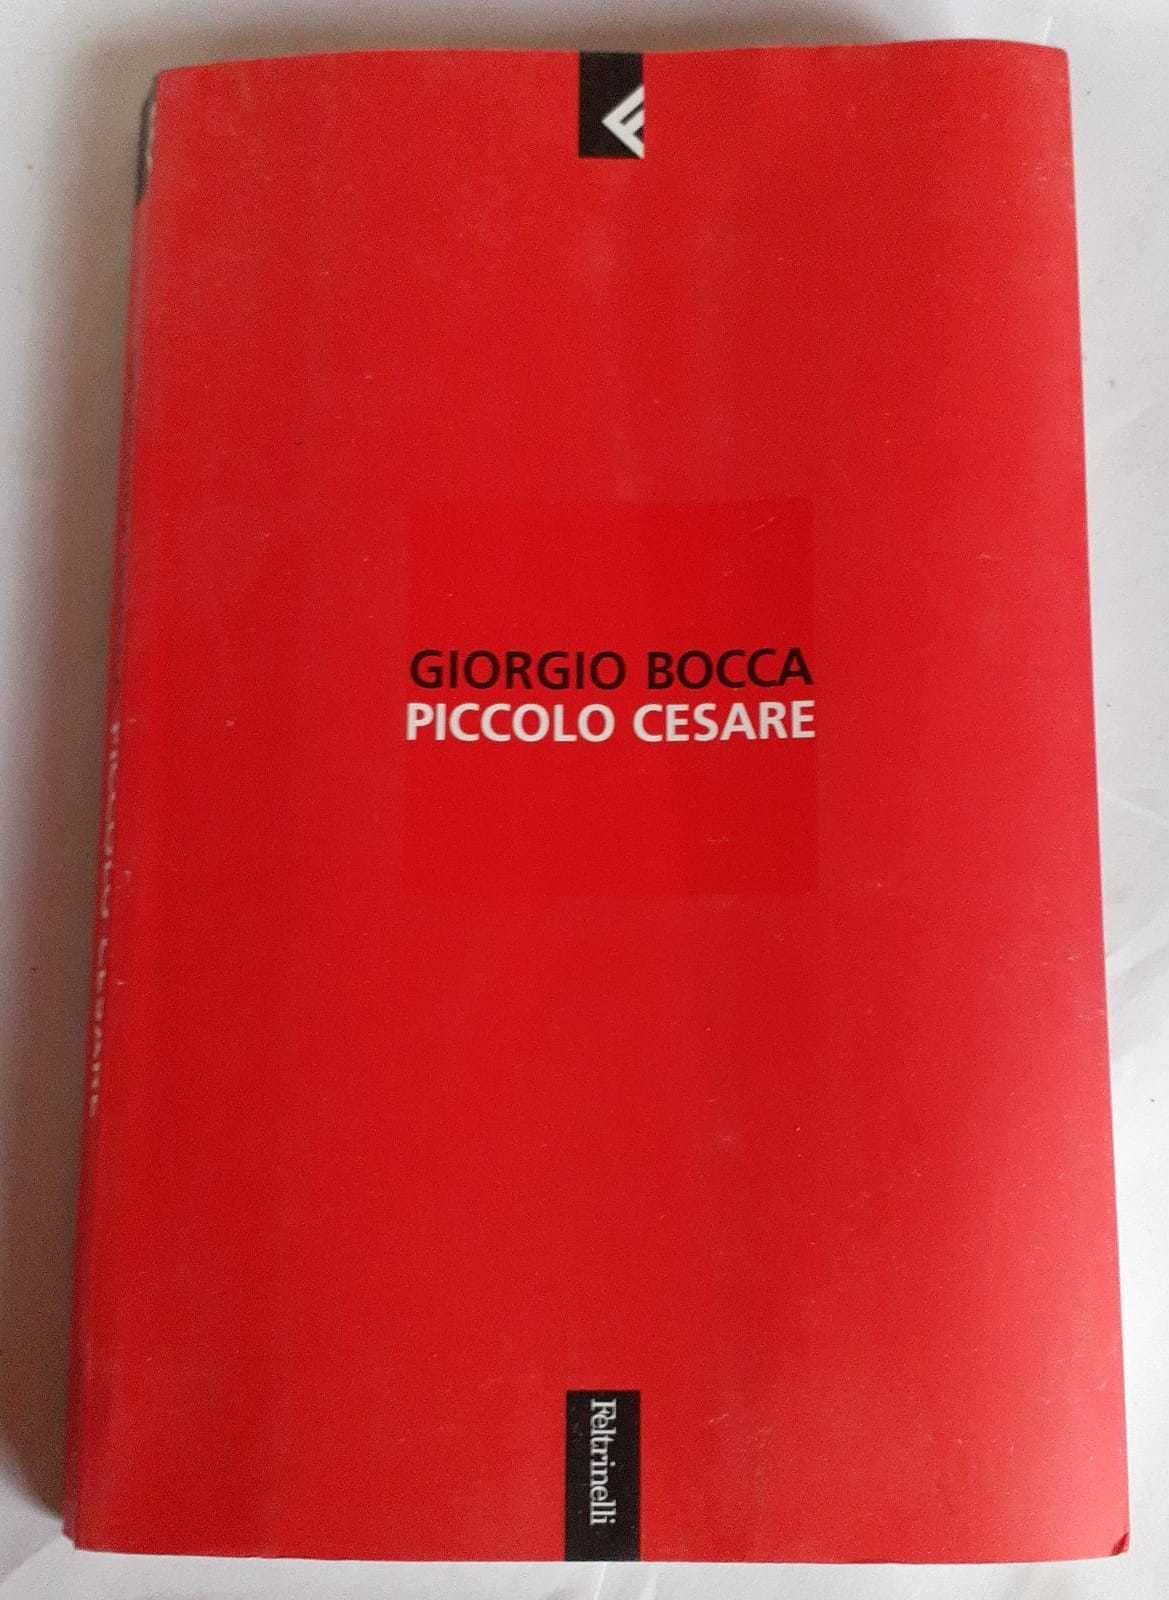 GIORGIO BOCCA
PICCOLO CESARE
Feltrinelli